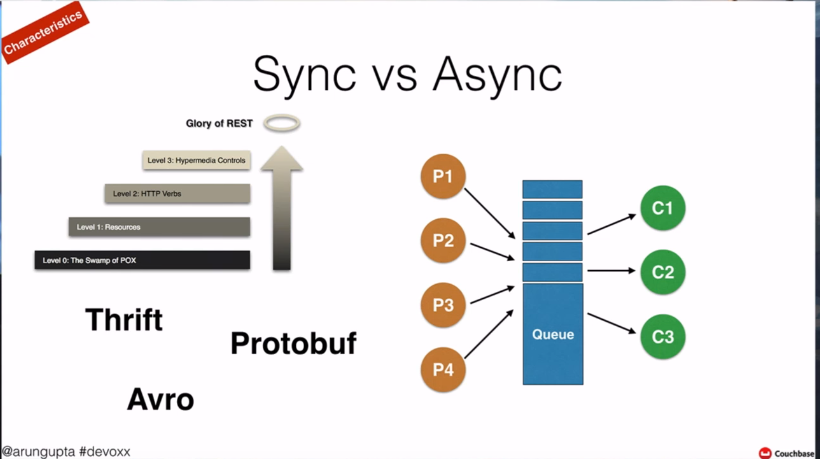 Characteristics
Sync vs Async
Glory of REST
Level 3: Hypermedia Controls
Level 2: HTTP Verbs
Level 1: Resources
Level 0: The Swamp of POX
Thrift
Protobuf
Avro
P1
P2
P3
P4
Queue
C1
C2
C3
@arungupta #devoxx
Couchbase